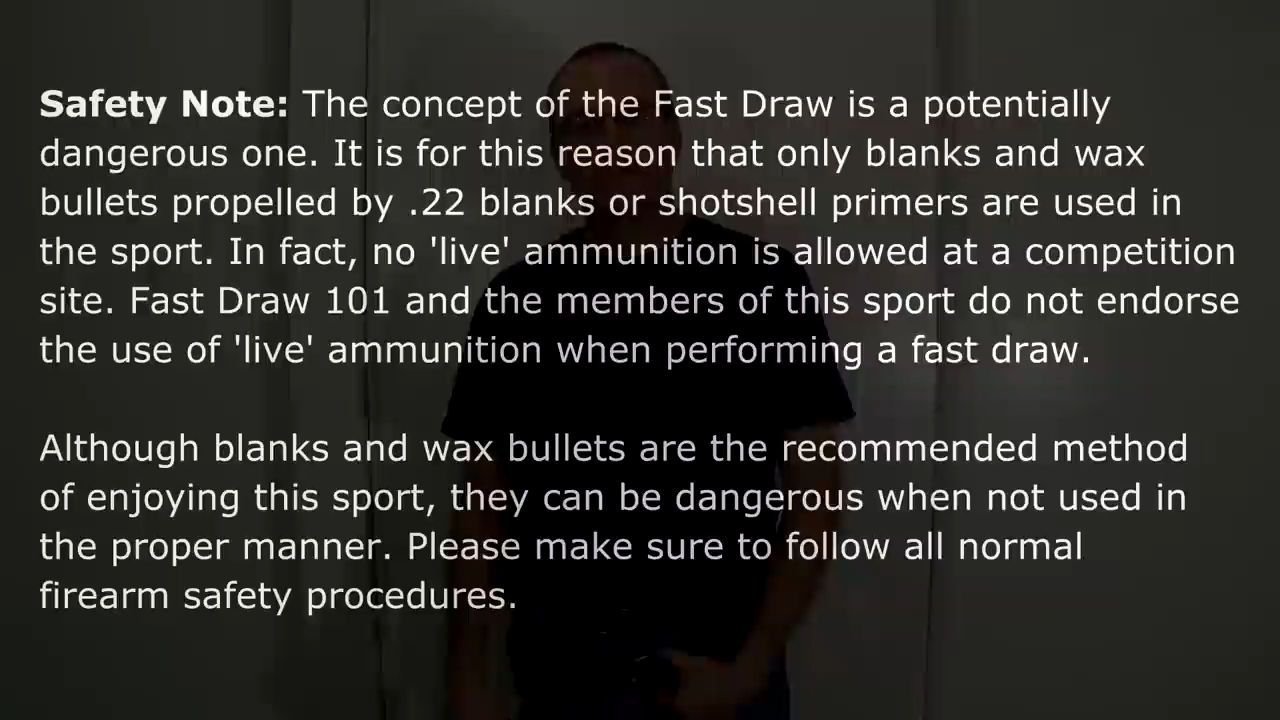 Safety Note: The concept of the Fast Draw is a potentially
dangerous one. It is for this reason that only blanks and wax
bullets propelled by .22 blanks or shotshell primers are used in
the sport. In fact, no 'live' ammunition is allowed at a competition
site. Fast Draw 101 and the members of this sport do not endorse
the use of 'live' ammunition when performing a fast draw.
Although blanks and wax bullets are the recommended method
of enjoying this sport, they can be dangerous when not used in
the proper manner. Please make sure to follow all normal
firearm safety procedures.